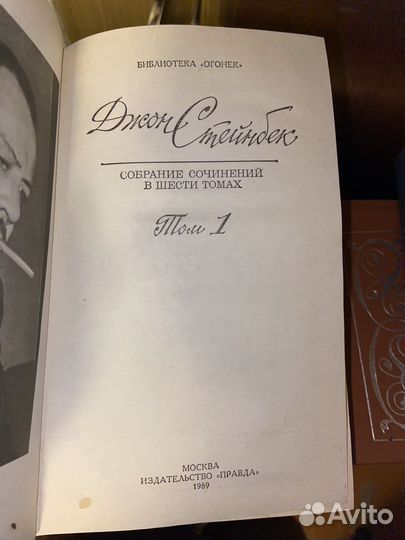 БИБЛИОТЕКА «ОГОНЕК»
Джон Стейнбек
СОБРАНИЕ СОЧИНЕНИЙ
В ШЕСТИ ТОМАХ
Том 1
МОСКВА
ИЗДАТЕЛЬСТВО «ПРАВДА»
1989
Avito